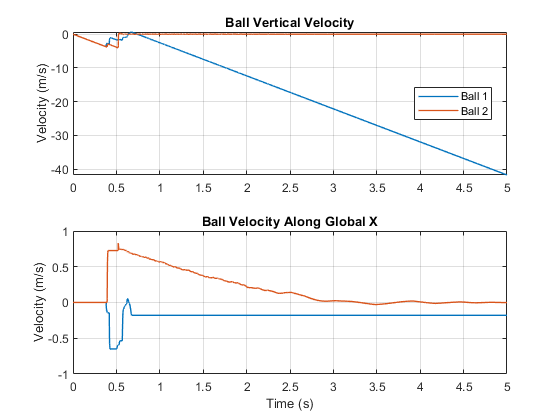 Ball Vertical Velocity
Velocity (m/s)
0
-10
-20
-30
-40
Ball 1
Ball 2
0 0.5 1 1.5 2 2.5 3 3.5 4 4.5 5
Ball Velocity Along Global X
Velocity (m/s)
1
0.5
0
-0.5
-1
0 0.5 1 1.5 2 2.5 3 3.5 4 4.5 5
Time (s)